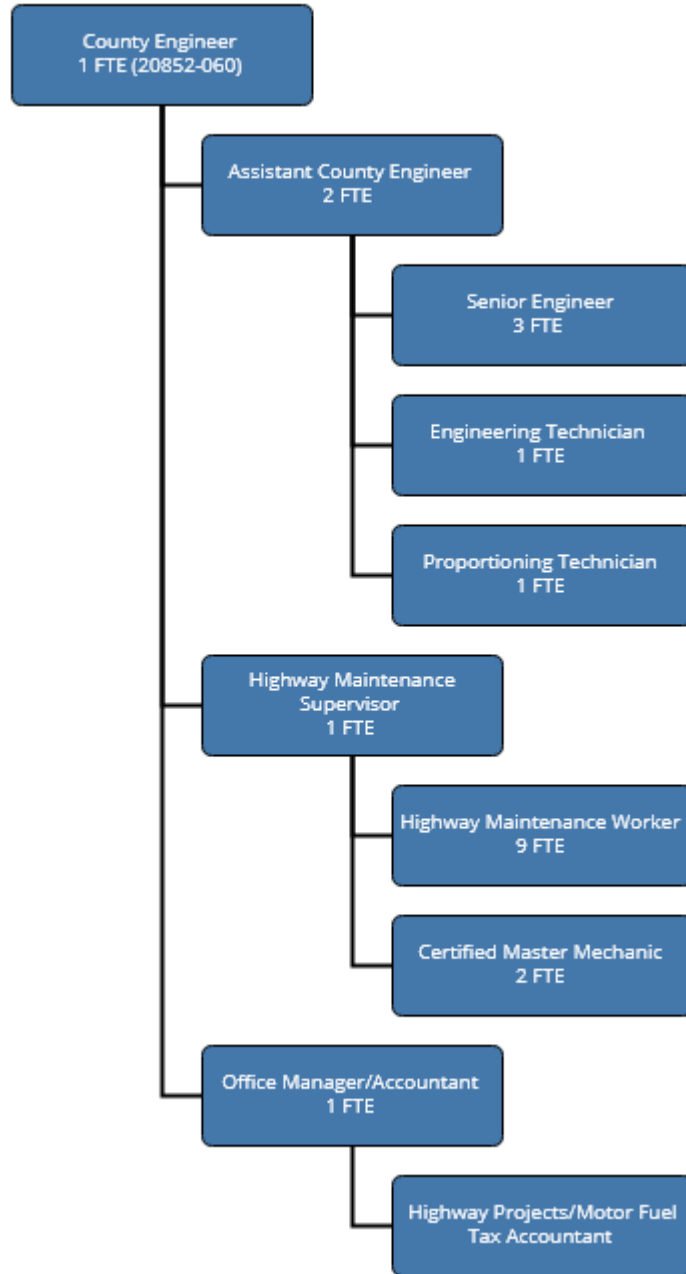 County Engineer
1 FTE (20852-060)
Assistant County Engineer
2 FTE
Senior Engineer
3 FTE
Engineering Technician
1 FTE
Proportioning Technician
1 FTE
Highway Maintenance
Supervisor
1 FTE
Highway Maintenance Worker
9 FTE
Certified Master Mechanic
2 FTE
Office Manager/Accountant
1 FTE
Highway Projects/Motor Fuel
Tax Accountant